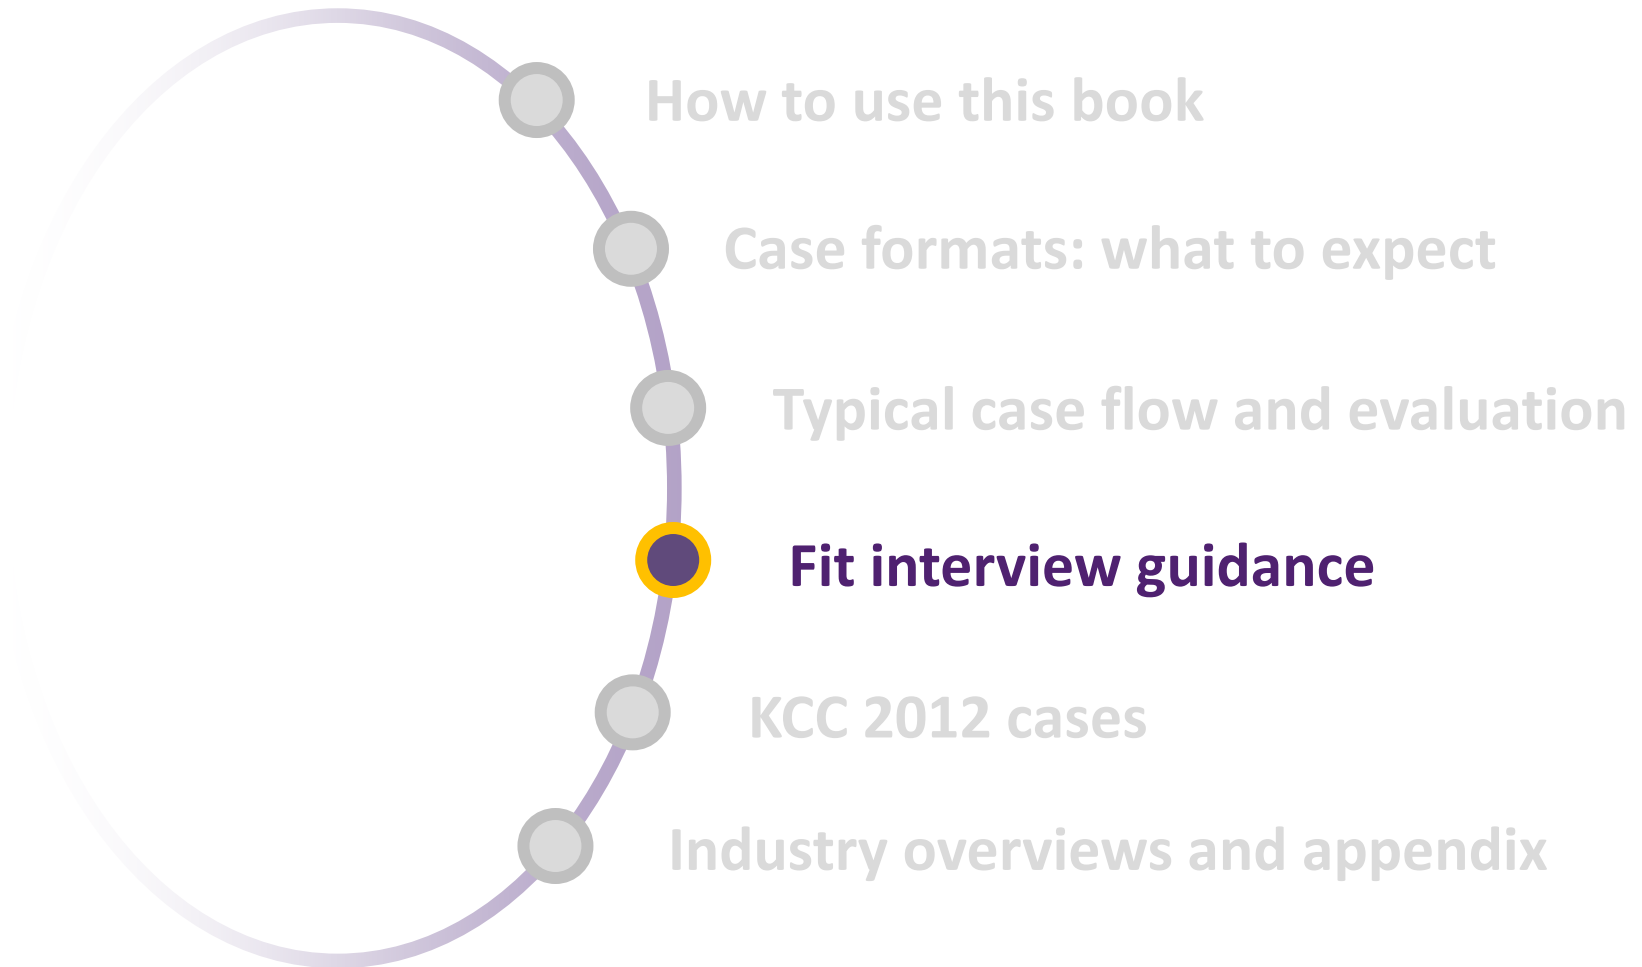 How to use this book
Case formats: what to expect
Typical case flow and evaluation
Fit interview guidance
KCC 2012 cases
Industry overviews and appendix